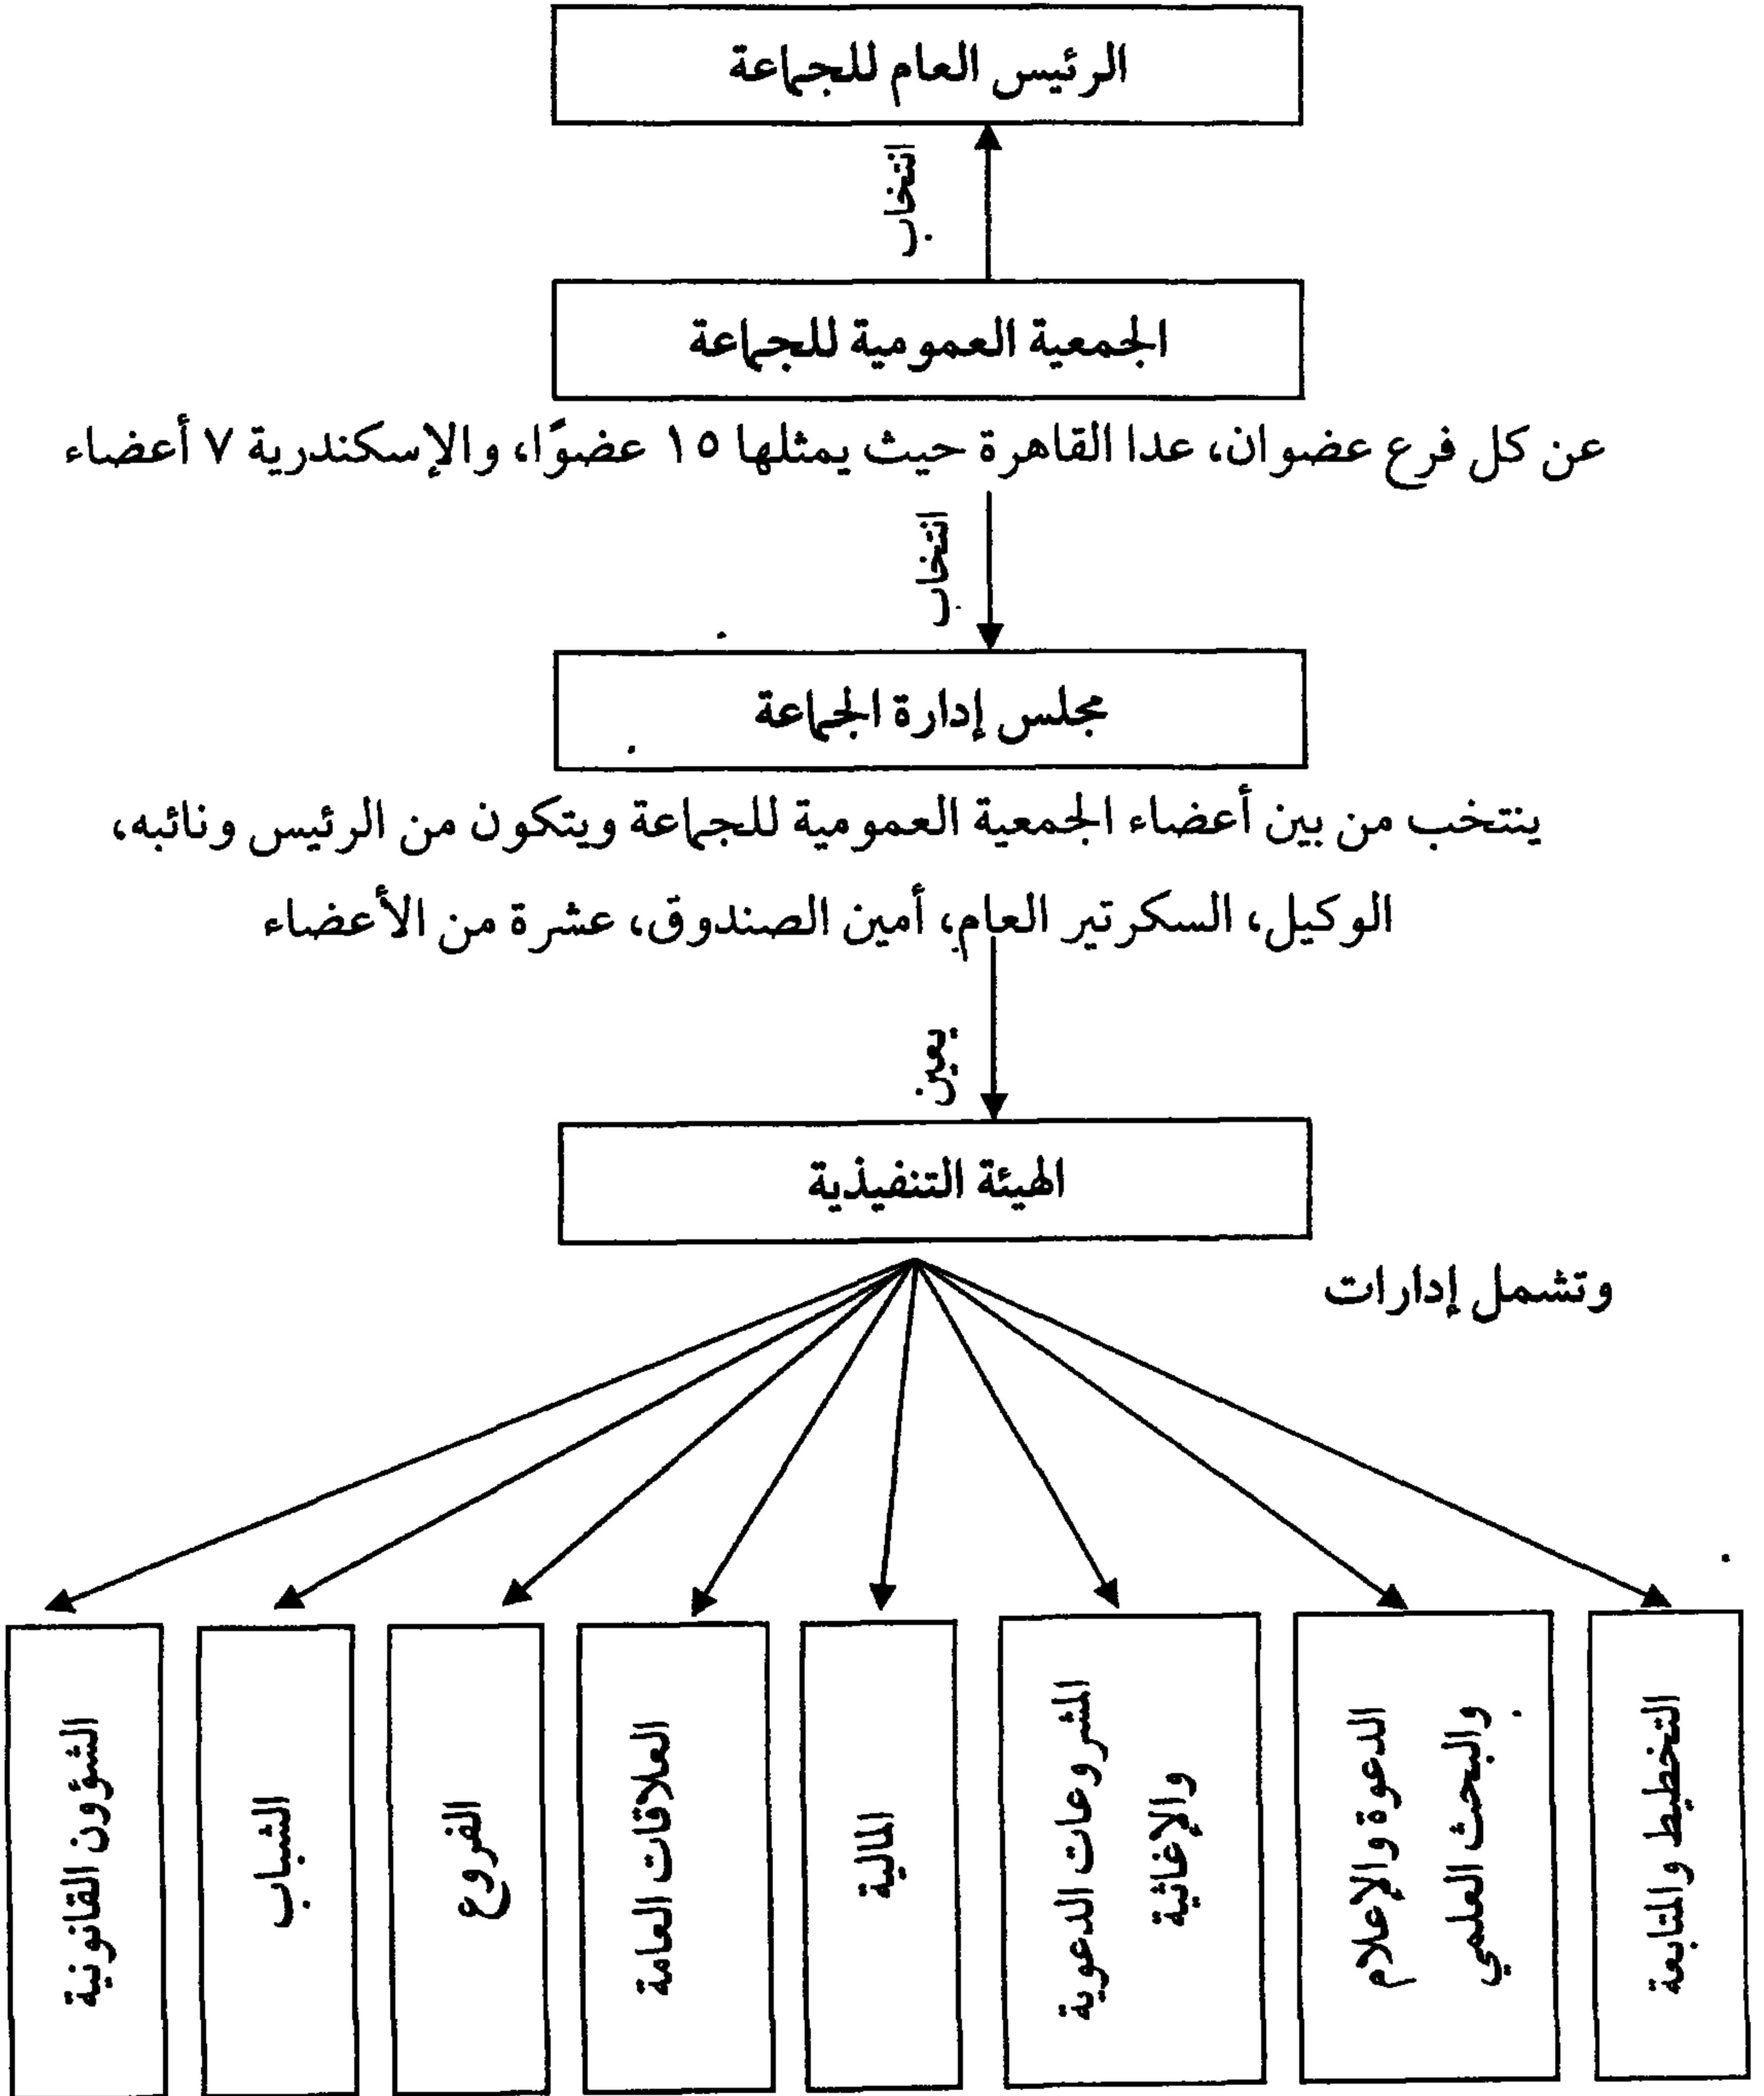 الرئيس العام للجماعة
انتخاب
الجمعية العمومية للجماعة
عن كل فرع عضوان، عدا القاهرة حيث يمثلها ١٥ عضوًا، والإسكندرية ٧ أعضاء
انتخاب
مجلس إدارة الجماعة
ينتخب من بين أعضاء الجمعية العمومية للجماعة ويتكون من الرئيس ونائبه،
الوكيل، السكرتير العام، أمين الصندوق، عشرة من الأعضاء
يعين
الهيئة التنفيذية
وتشمل إدارات
التخطيط والمتابعة
الدعوة والإعلام
والبحث العلمي
المشروعات الدعوية
والإغاثية
المالية
العلاقات العامة
الفروع
الشباب
الشؤون القانونية